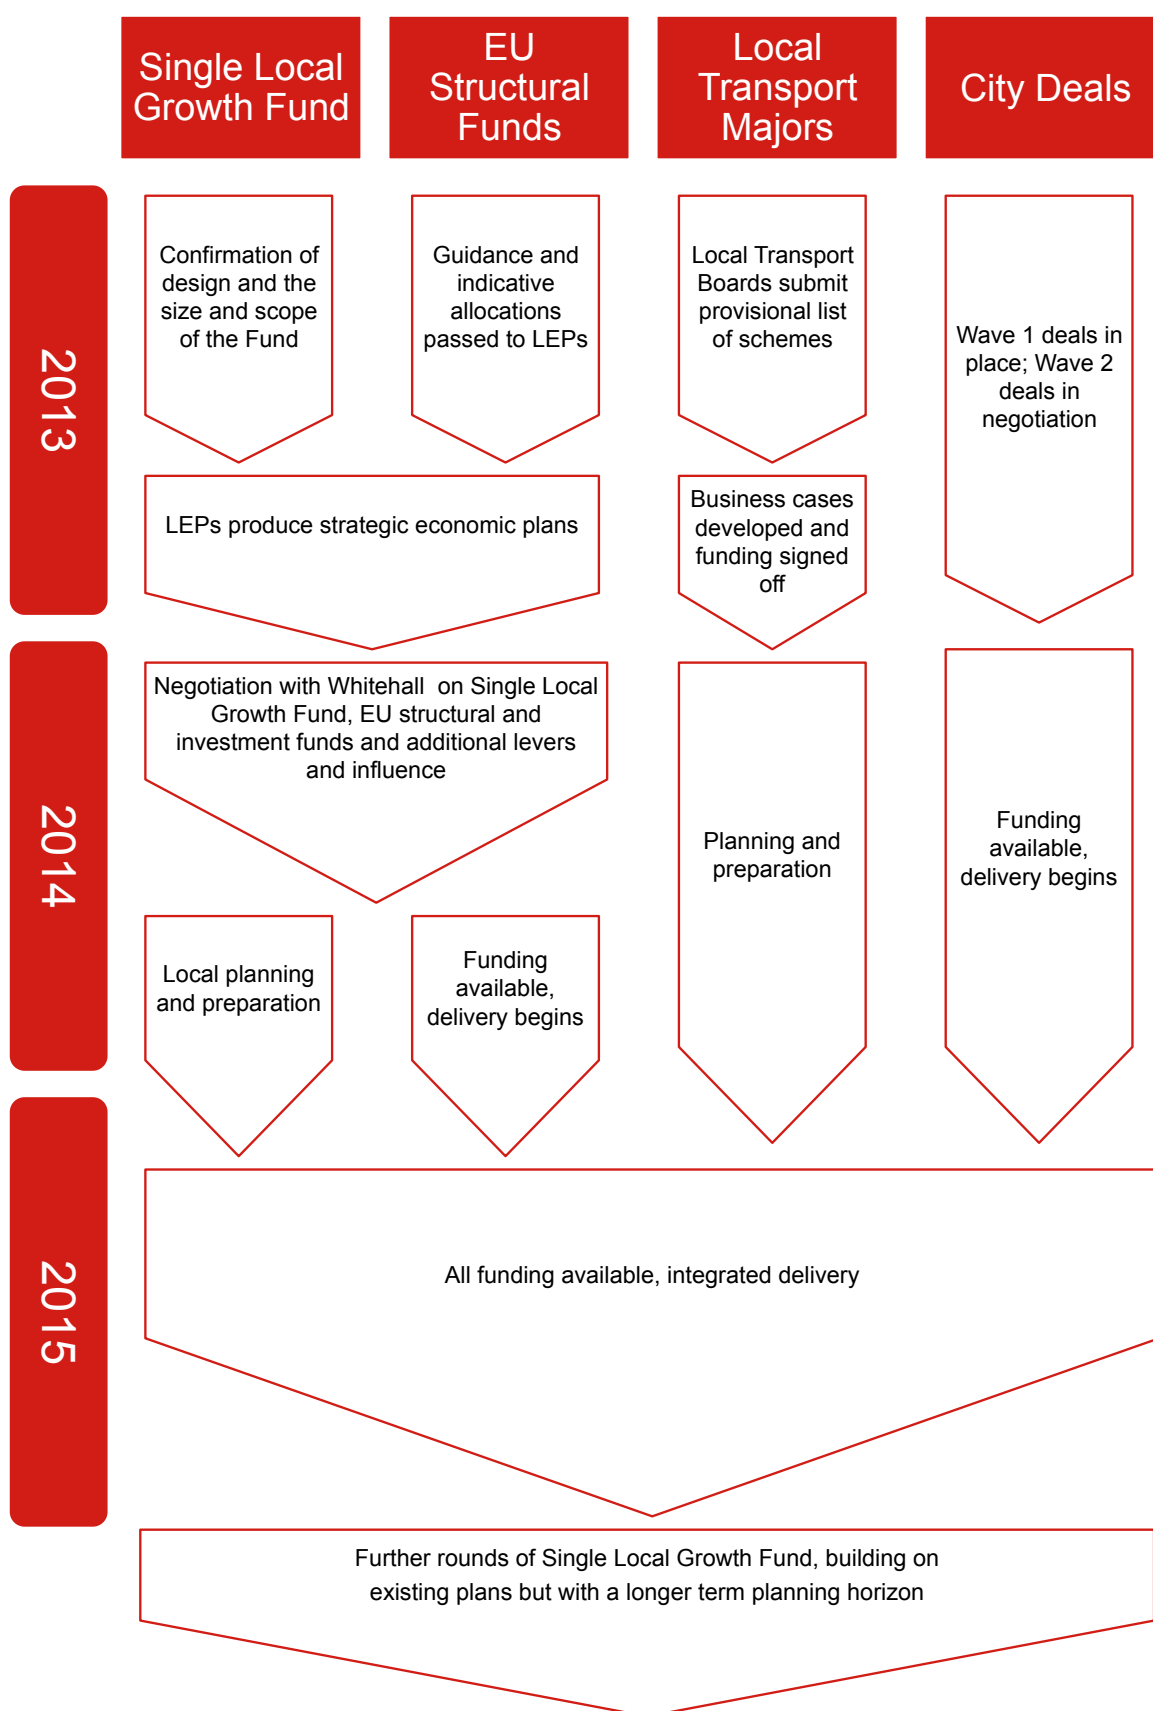 Single Local
Growth Fund
EU
Structural
Funds
Local
Transport
Majors
City Deals
2013
Confirmation of
design and the
size and scope
of the Fund
Guidance and
indicative
allocations
passed to LEPs
Local Transport
Boards submit
provisional list
of schemes
Wave 1 deals in
place; Wave 2
deals in
negotiation
LEPs produce strategic economic plans
Business cases
developed and
funding signed
off
2014
Negotiation with Whitehall on Single Local
Growth Fund, EU structural and
investment funds and additional levers
and influence
Planning and
preparation
Funding
available,
delivery begins
Local planning
and preparation
Funding
available,
delivery begins
2015
All funding available, integrated delivery
Further rounds of Single Local Growth Fund, building on
existing plans but with a longer term planning horizon